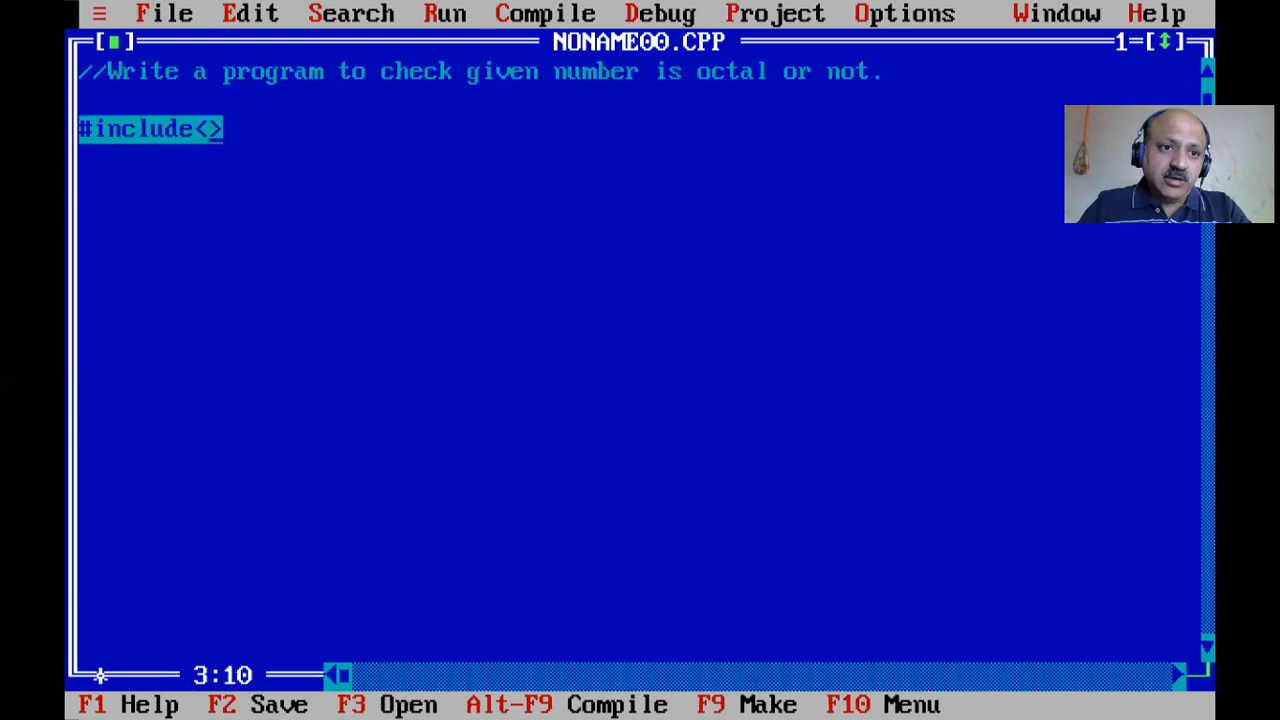 ≡ File Edit Search Run Compile Debug Project Options Window Help
[■] NONAME00.CPP 1=[↕]
//Write a program to check given number is octal or not.
#include<>
3:10
F1 Help F2 Save F3 Open Alt-F9 Compile F9 Make F10 Menu